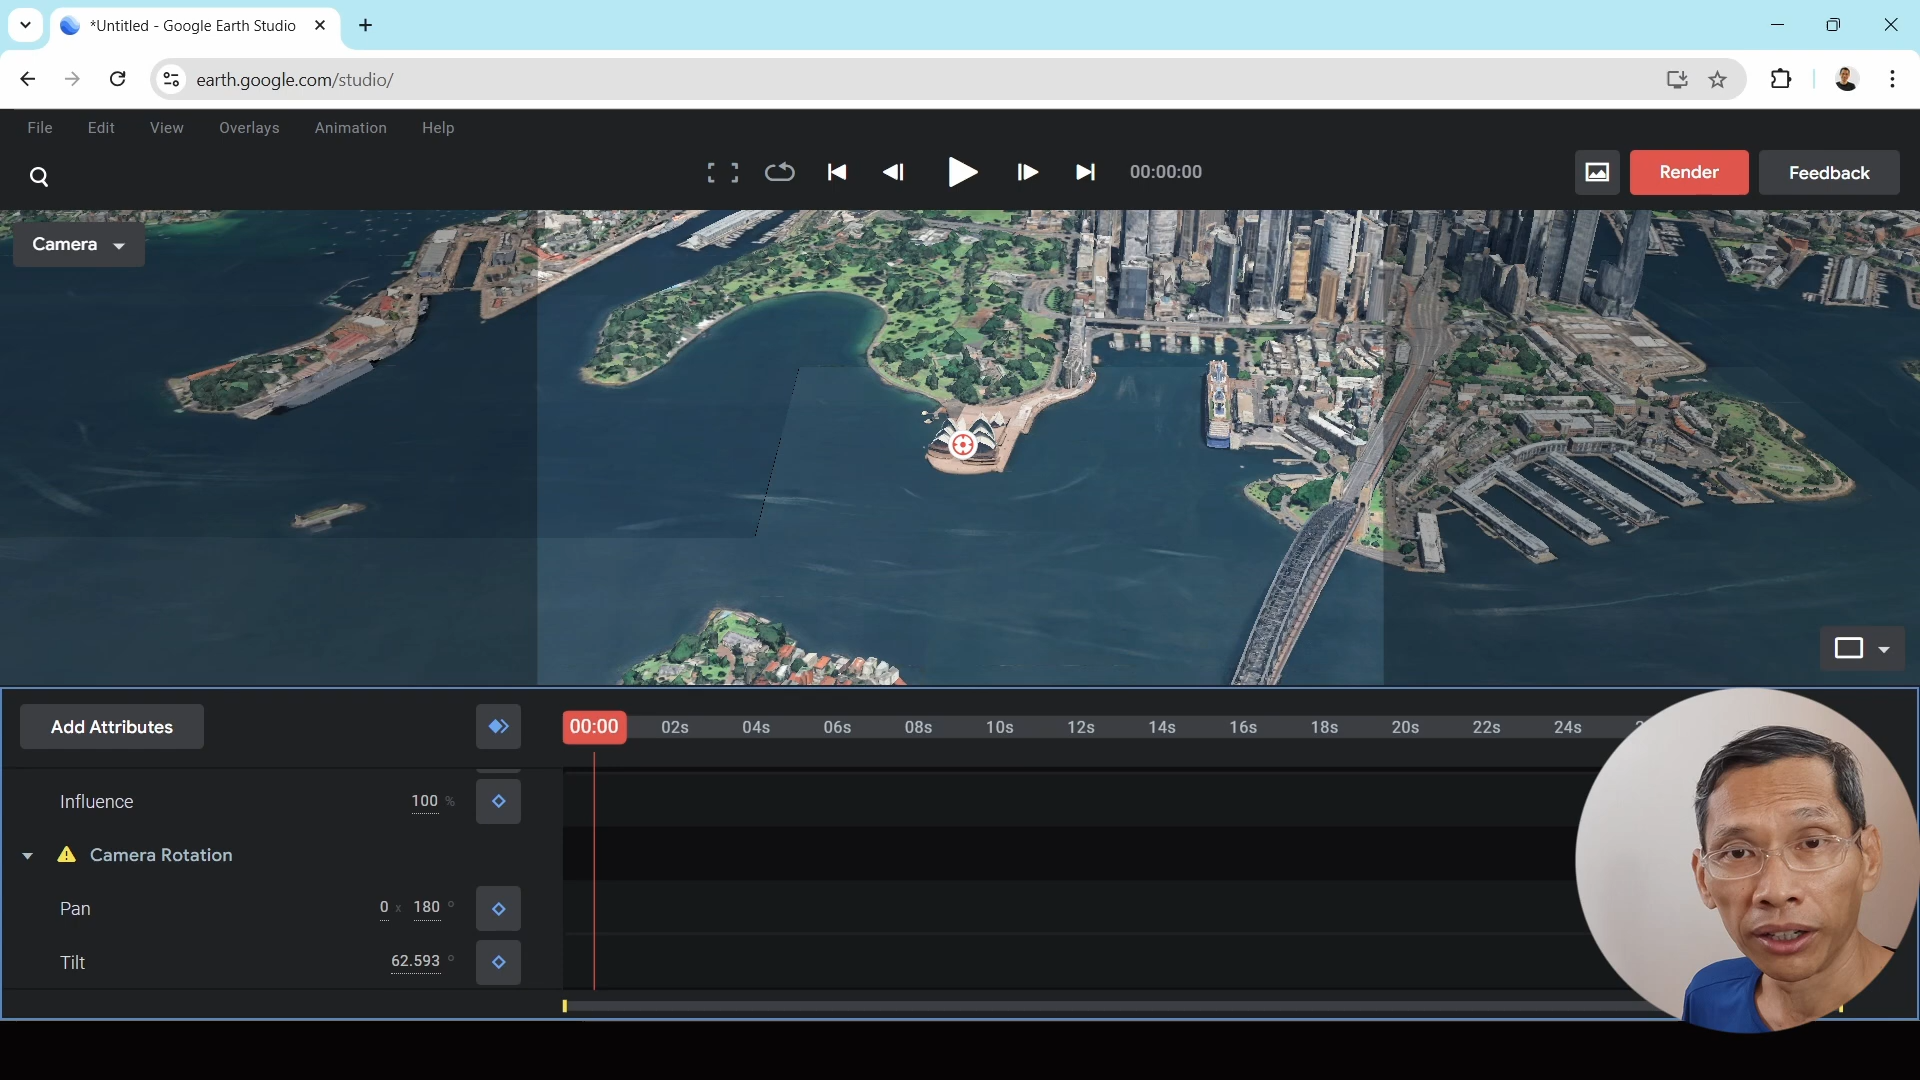 *Untitled - Google Earth Studio
earth.google.com/studio/
File Edit View Overlays Animation Help
00:00:00
Render
Feedback
Camera
Add Attributes
00:00 02s 04s 06s 08s 10s 12s 14s 16s 18s 20s 22s 24s
Influence 100 %
Camera Rotation
Pan 0 x 180 °
Tilt 62.593 °